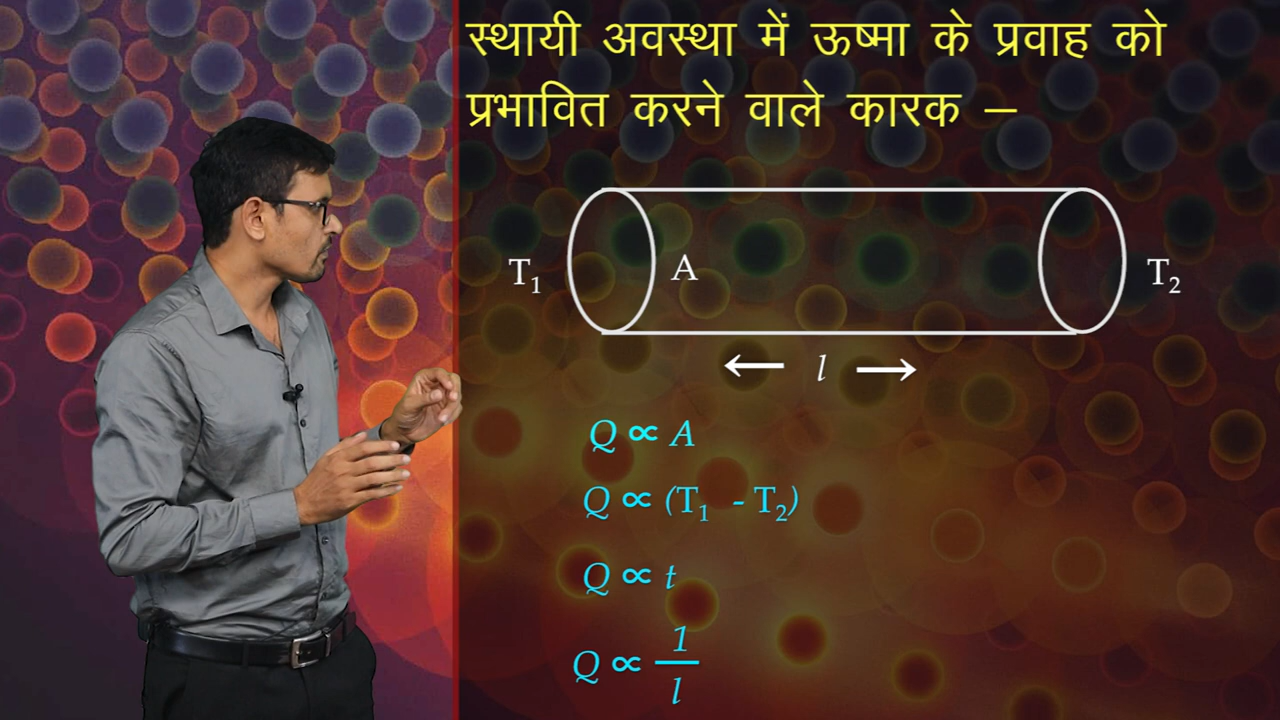 स्थायी अवस्था में ऊष्मा के प्रवाह को
प्रभावित करने वाले कारक –
T₁ A T₂
← l →
Q ∝ A
Q ∝ (T₁ - T₂)
Q ∝ t
Q ∝ 1/l